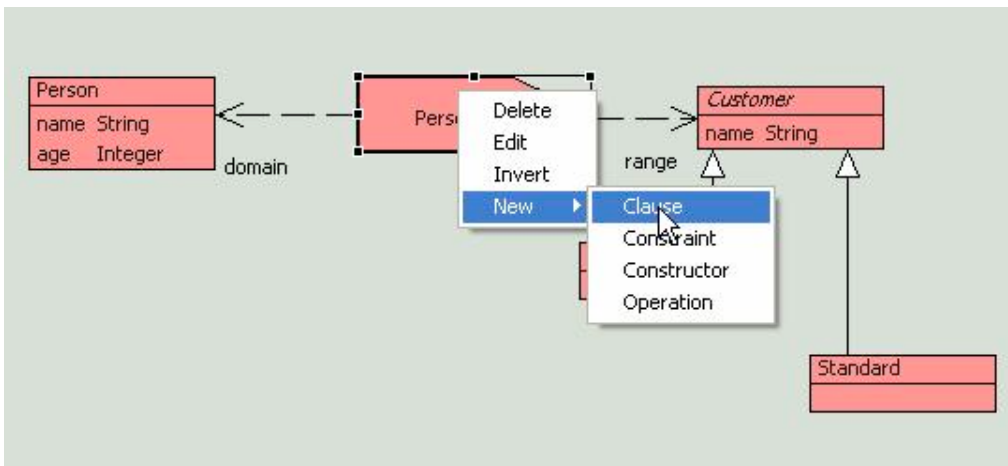 Person
name String
age Integer
domain
Delete
Edit
Invert
New
Clause
Constraint
Constructor
Operation
Customer
name String
range
Standard